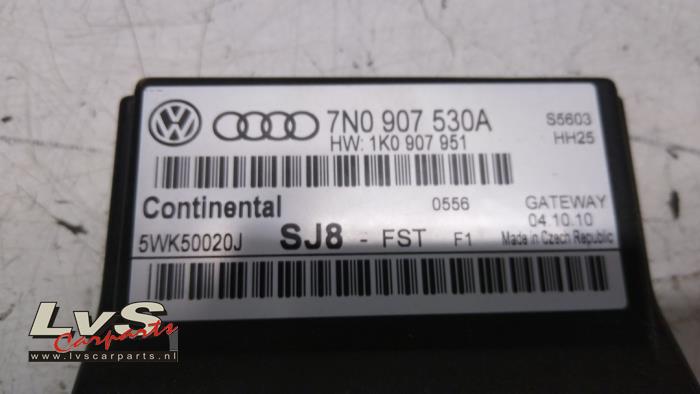 7N0 907 530A
S5603
HW: 1K0 907 951
HH25
Continental
0556
GATEWAY
04.10.10
5WK50020J
SJ8 - FST
F1
Made in Czech Republic
LvS
Carparts
www.lvscarparts.nl